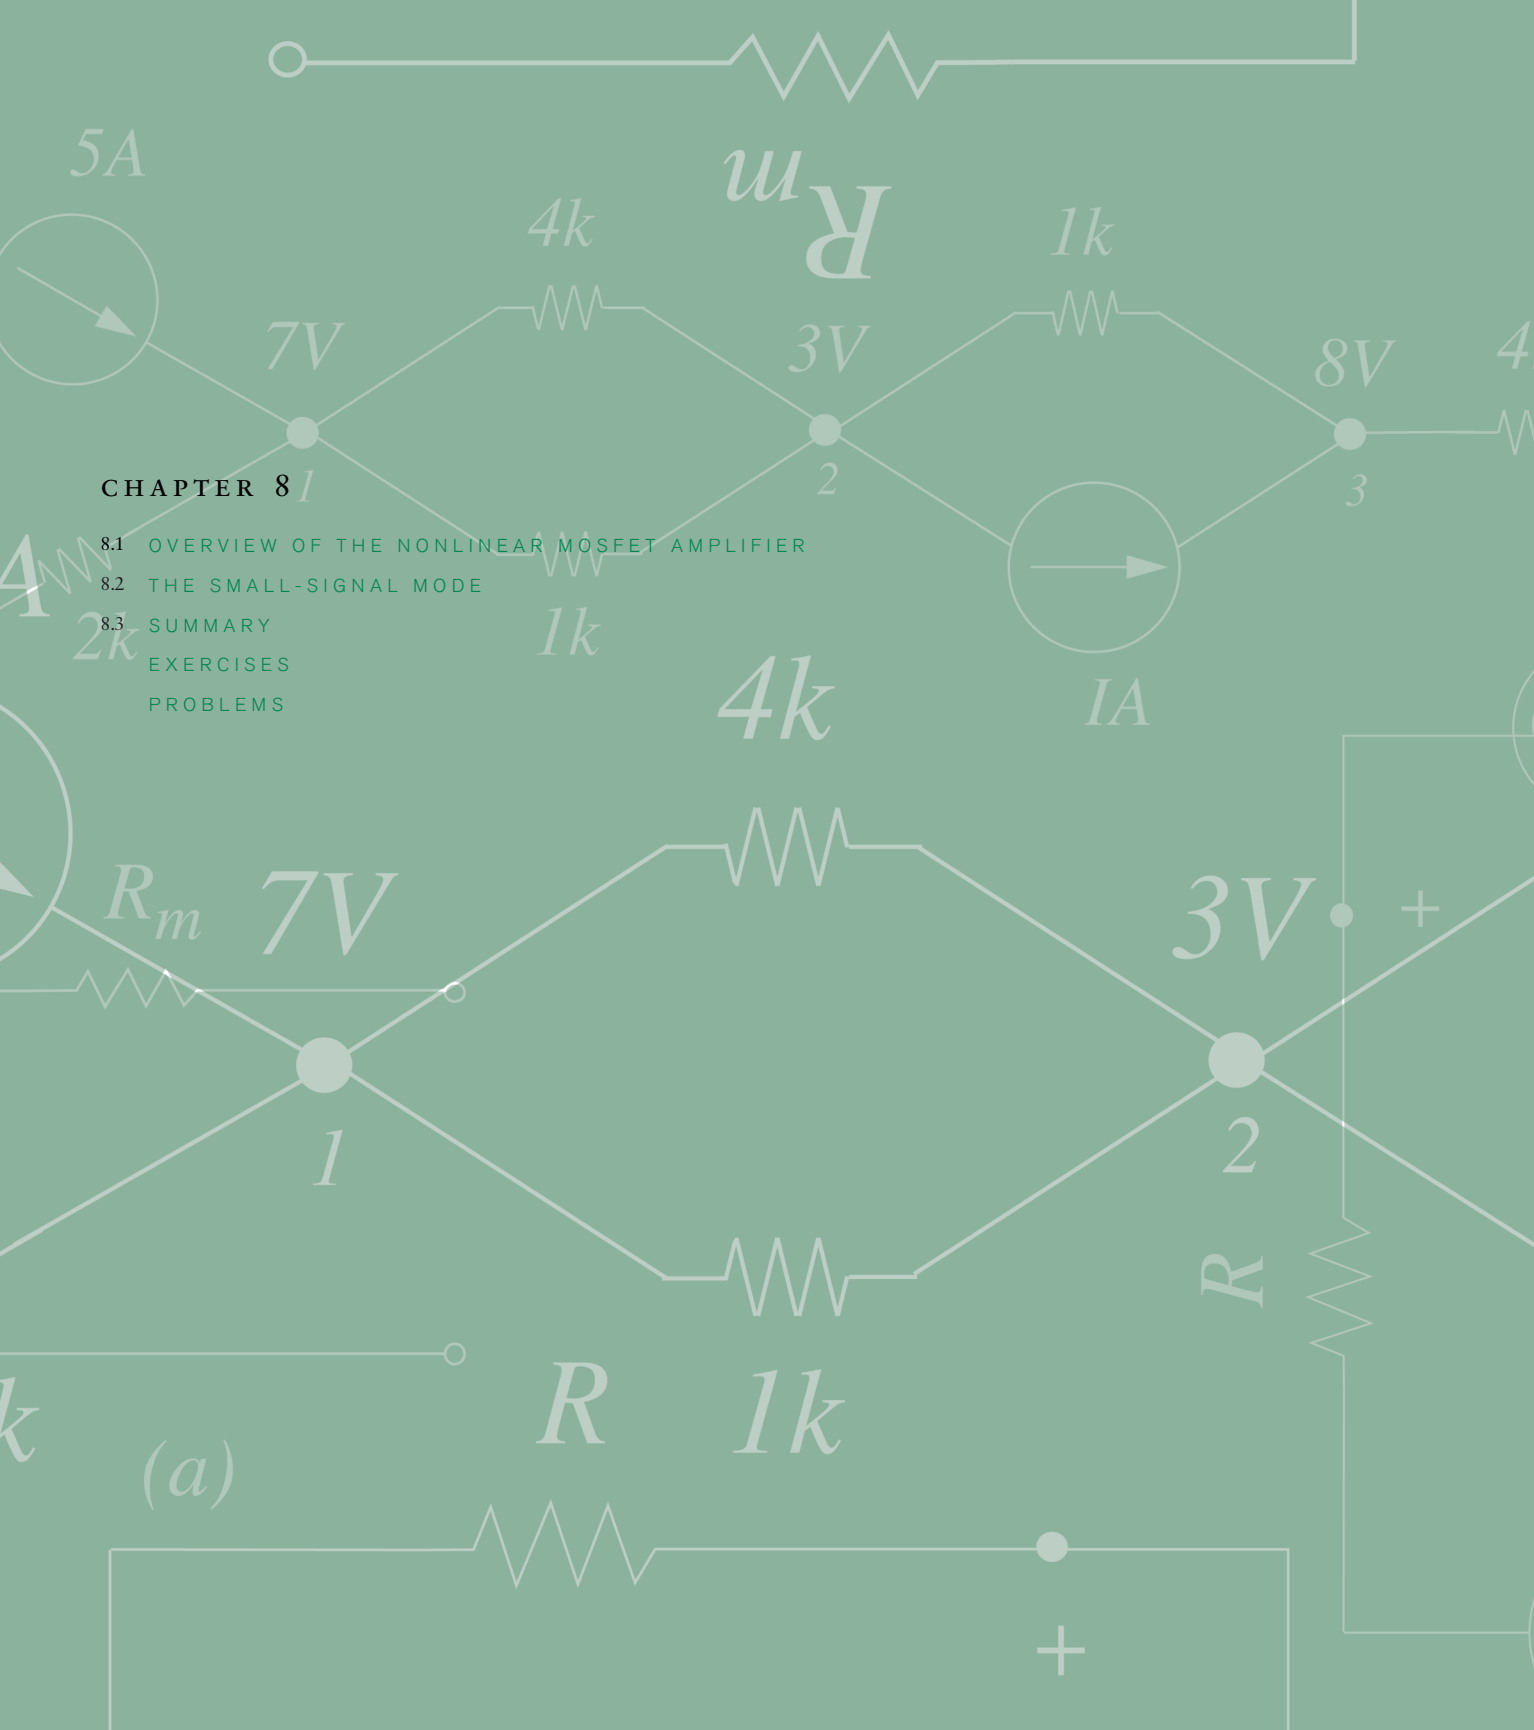 5A
4k
Rm
1k
7V
3V
8V
4
1
2
3
CHAPTER 8
8.1 OVERVIEW OF THE NONLINEAR MOSFET AMPLIFIER
8.2 THE SMALL-SIGNAL MODE
8.3 SUMMARY
EXERCISES
PROBLEMS
A
2k
1k
4k
1A
Rm
7V
3V
+
1
2
R
R
1k
k
(a)
+